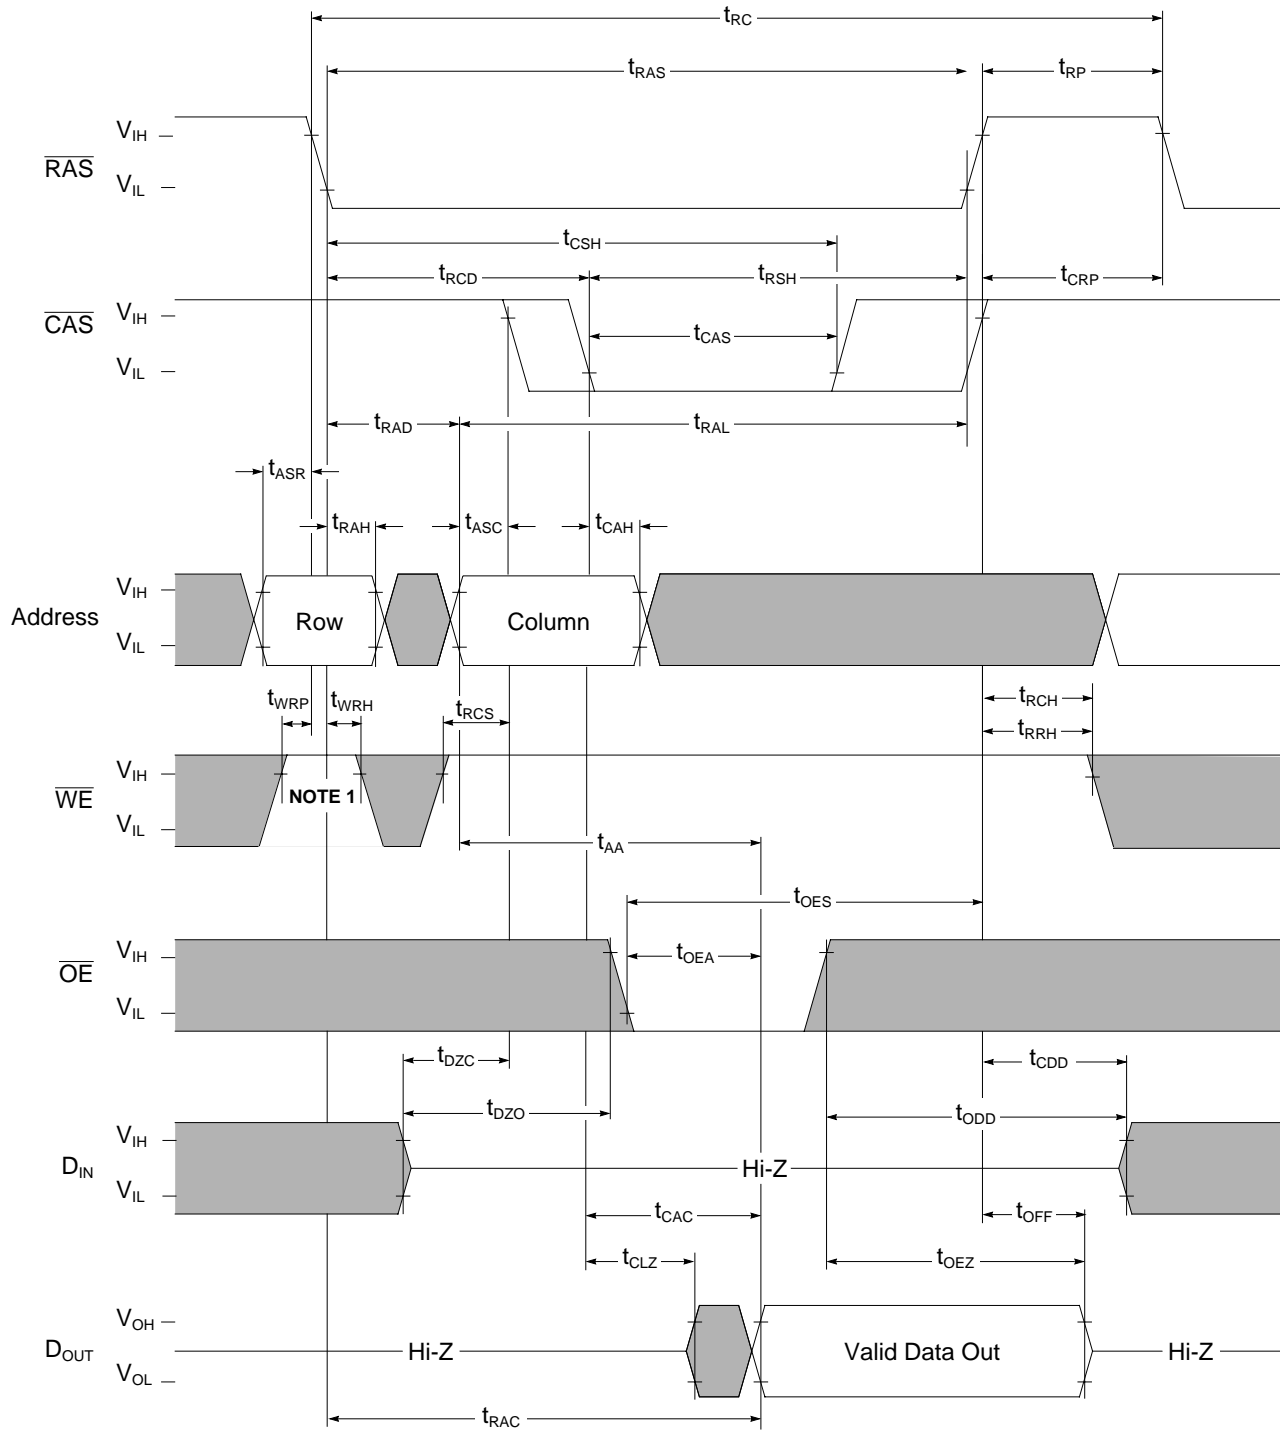 tRC
tRAS
tRP
VIH
RAS
VIL
tCSH
tRCD
tRSH
tCRP
VIH
CAS
tCAS
VIL
tRAD
tRAL
tASR
tRAH
tASC
tCAH
VIH
Address
Row
Column
VIL
tWRP
tWRH
tRCS
tRCH
tRRH
VIH
WE
NOTE 1
VIL
tAA
tOES
VIH
OE
tOEA
VIL
tDZC
tCDD
tDZO
tODD
VIH
DIN
Hi-Z
VIL
tCAC
tOFF
tCLZ
tOEZ
VOH
DOUT
Hi-Z
Valid Data Out
Hi-Z
VOL
tRAC